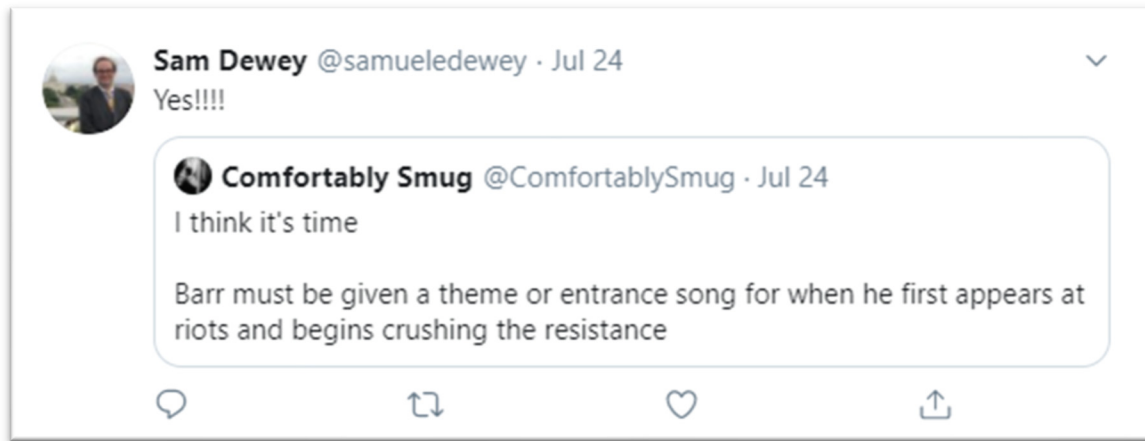 Sam Dewey @samueledewey · Jul 24
Yes!!!!
Comfortably Smug @ComfortablySmug · Jul 24
I think it's time
Barr must be given a theme or entrance song for when he first appears at
riots and begins crushing the resistance